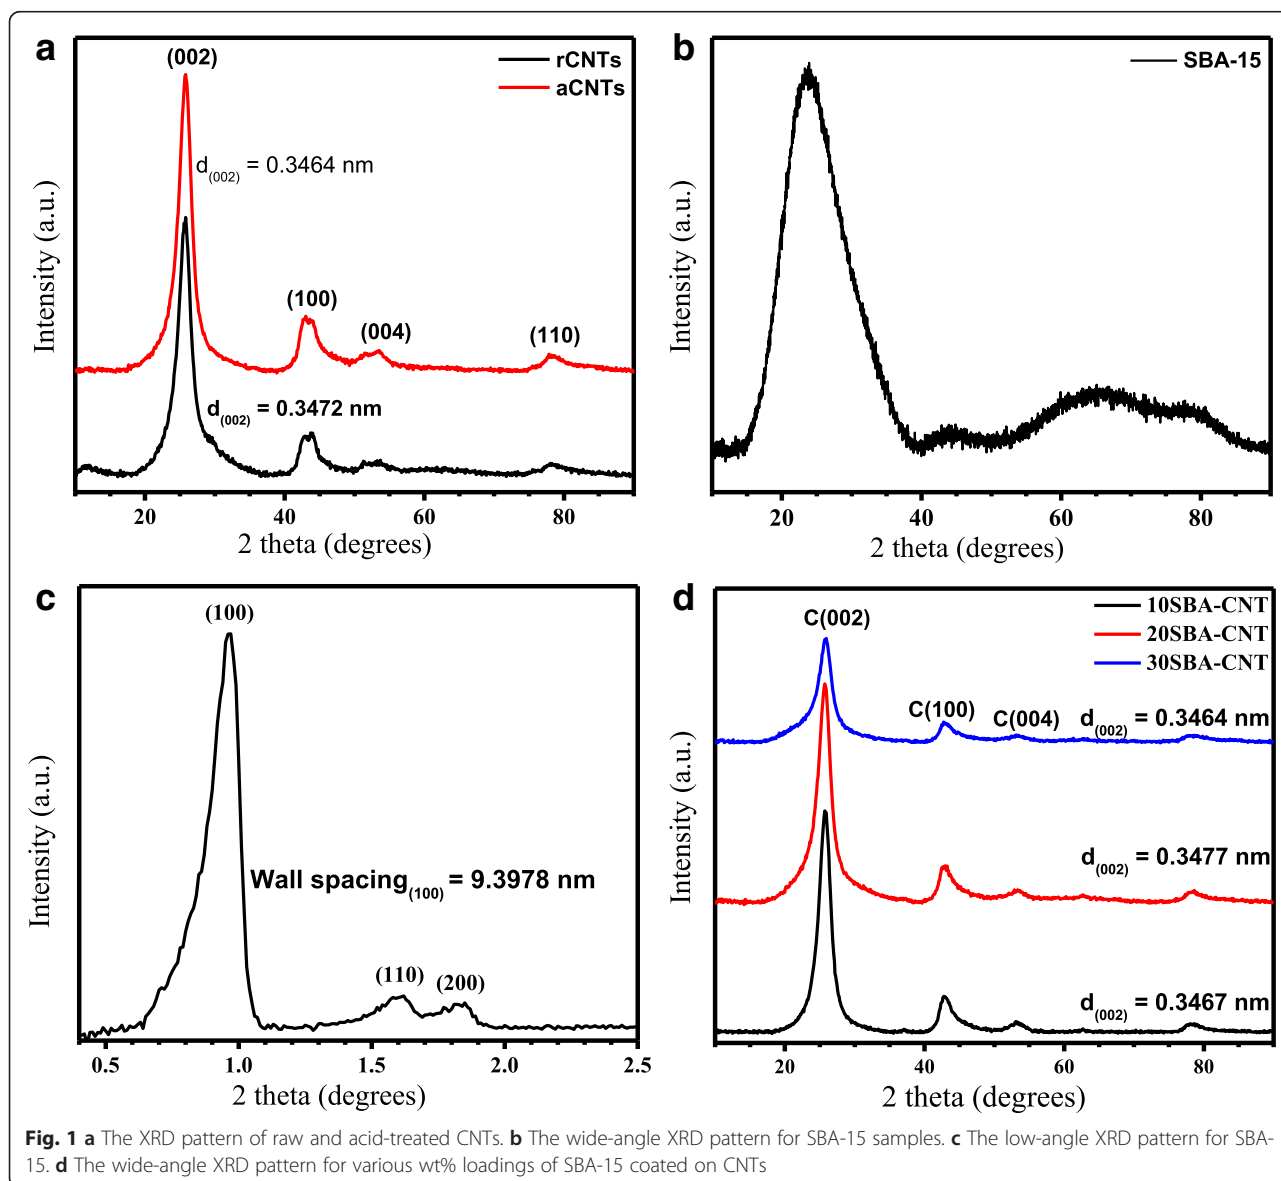 a
(002)
rCNTs
aCNTs
d(002) = 0.3464 nm
(100)
(004)
(110)
d(002) = 0.3472 nm
Intensity (a.u.)
20 40 60 80
2 theta (degrees)
b
SBA-15
Intensity (a.u.)
20 40 60 80
2 theta (degrees)
c
(100)
Wall spacing(100) = 9.3978 nm
(110)
(200)
Intensity (a.u.)
0.5 1.0 1.5 2.0 2.5
2 theta (degrees)
d
10SBA-CNT
20SBA-CNT
30SBA-CNT
C(002)
C(100)
C(004)
d(002) = 0.3464 nm
d(002) = 0.3477 nm
d(002) = 0.3467 nm
Intensity (a.u.)
20 40 60 80
2 theta (degrees)
Fig. 1 a The XRD pattern of raw and acid-treated CNTs. b The wide-angle XRD pattern for SBA-15 samples. c The low-angle XRD pattern for SBA-
15. d The wide-angle XRD pattern for various wt% loadings of SBA-15 coated on CNTs